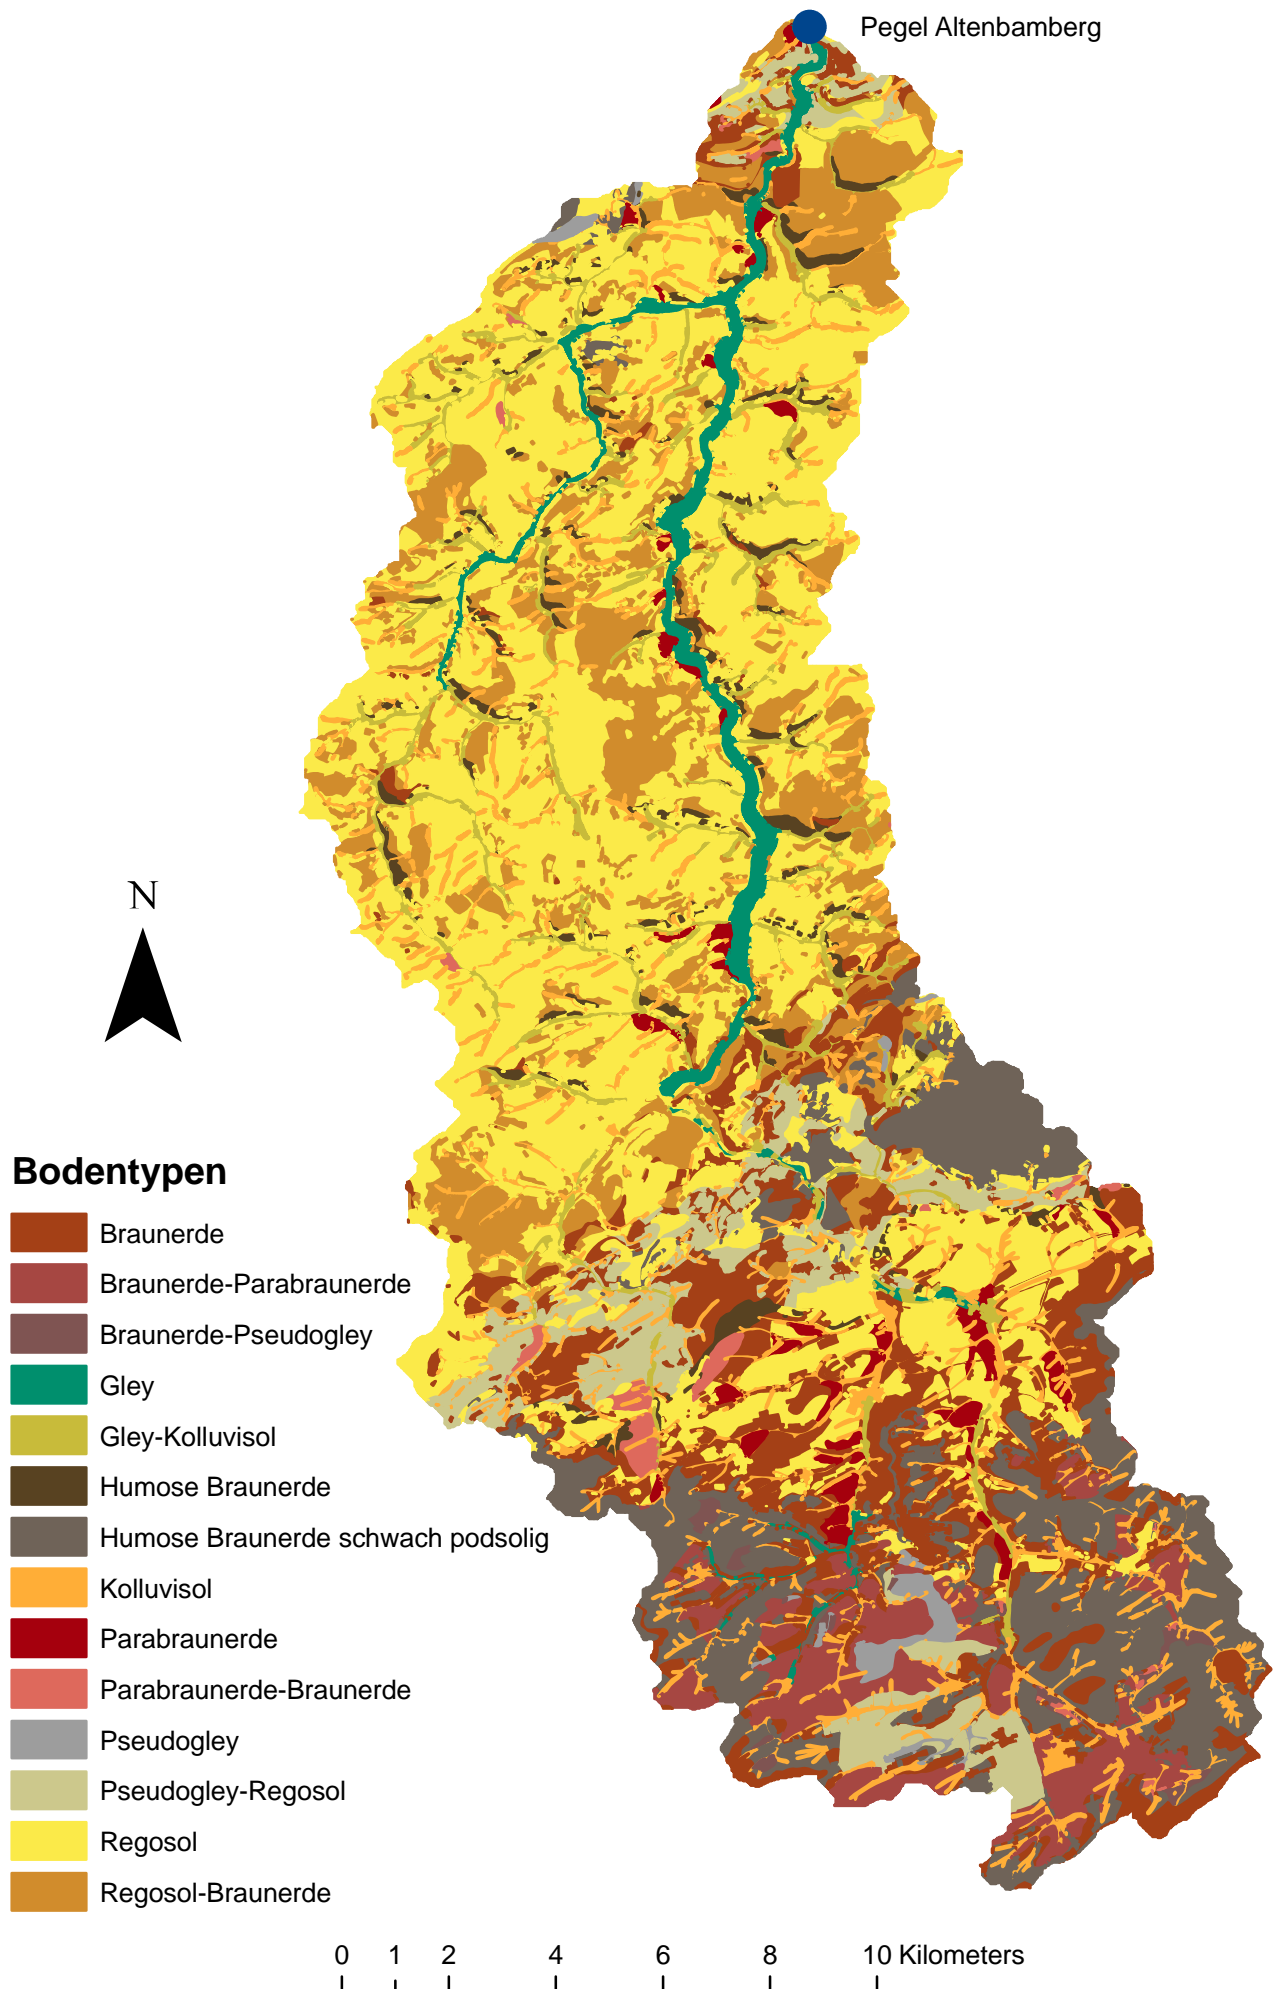 Pegel Altenbamberg
N
Bodentypen
Braunerde
Braunerde-Parabraunerde
Braunerde-Pseudogley
Gley
Gley-Kolluvisol
Humose Braunerde
Humose Braunerde schwach podsolig
Kolluvisol
Parabraunerde
Parabraunerde-Braunerde
Pseudogley
Pseudogley-Regosol
Regosol
Regosol-Braunerde
0 1 2 4 6 8 10 Kilometers